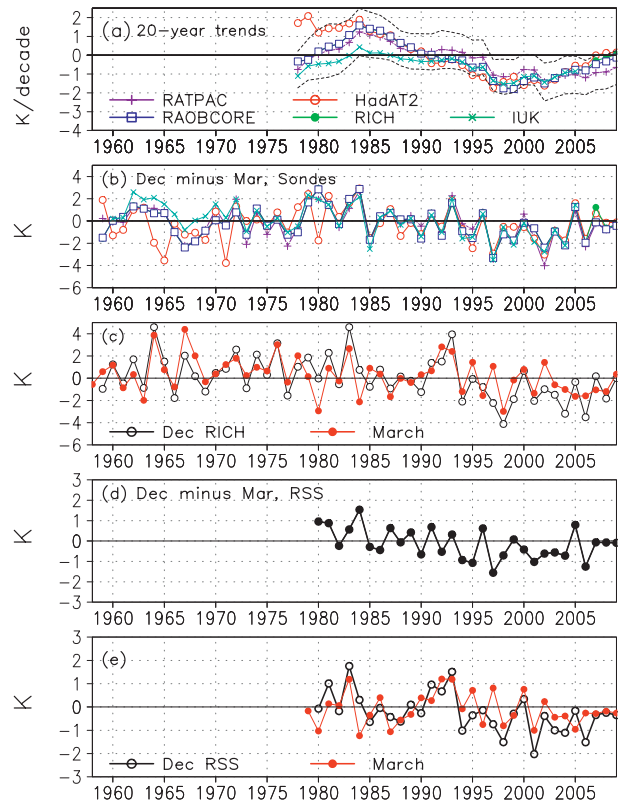 (a) 20-year trends
K/decade
2
1
0
-1
-2
-3
-4
RATPAC HadAT2
RAOBCORE RICH IUK
1960 1965 1970 1975 1980 1985 1990 1995 2000 2005
(b) Dec minus Mar, Sondes
K
4
2
0
-2
-4
-6
1960 1965 1970 1975 1980 1985 1990 1995 2000 2005
(c)
K
4
2
0
-2
-4
-6
Dec RICH March
1960 1965 1970 1975 1980 1985 1990 1995 2000 2005
(d) Dec minus Mar, RSS
K
3
2
1
0
-1
-2
-3
1960 1965 1970 1975 1980 1985 1990 1995 2000 2005
(e)
K
3
2
1
0
-1
-2
-3
Dec RSS March
1960 1965 1970 1975 1980 1985 1990 1995 2000 2005